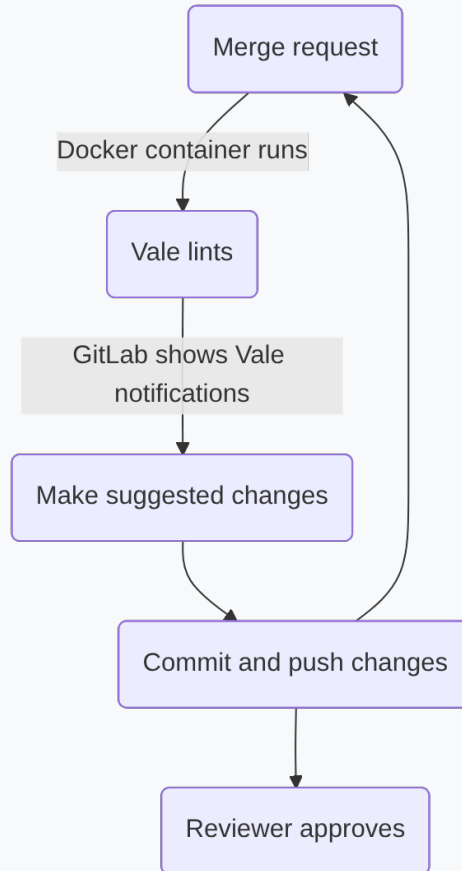 Merge request
Docker container runs
Vale lints
GitLab shows Vale
notifications
Make suggested changes
Commit and push changes
Reviewer approves